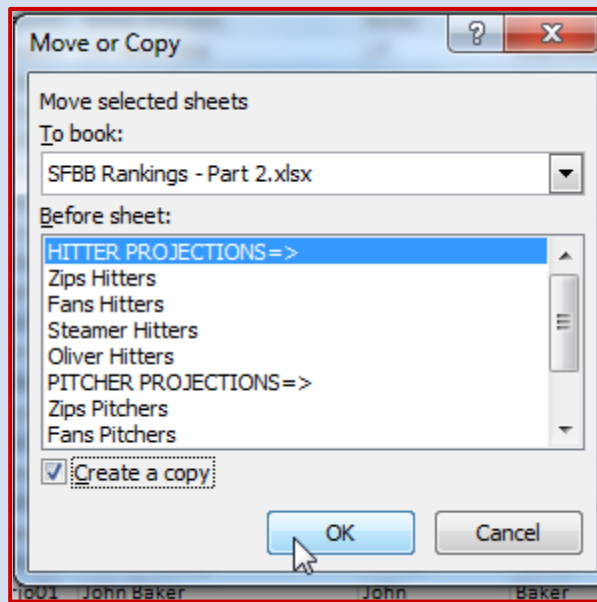 Move or Copy
Move selected sheets
To book:
SFBB Rankings - Part 2.xlsx
Before sheet:
HITTER PROJECTIONS=>
Zips Hitters
Fans Hitters
Steamer Hitters
Oliver Hitters
PITCHER PROJECTIONS=>
Zips Pitchers
Fans Pitchers
Create a copy
OK Cancel
rjo01 John Baker John Baker